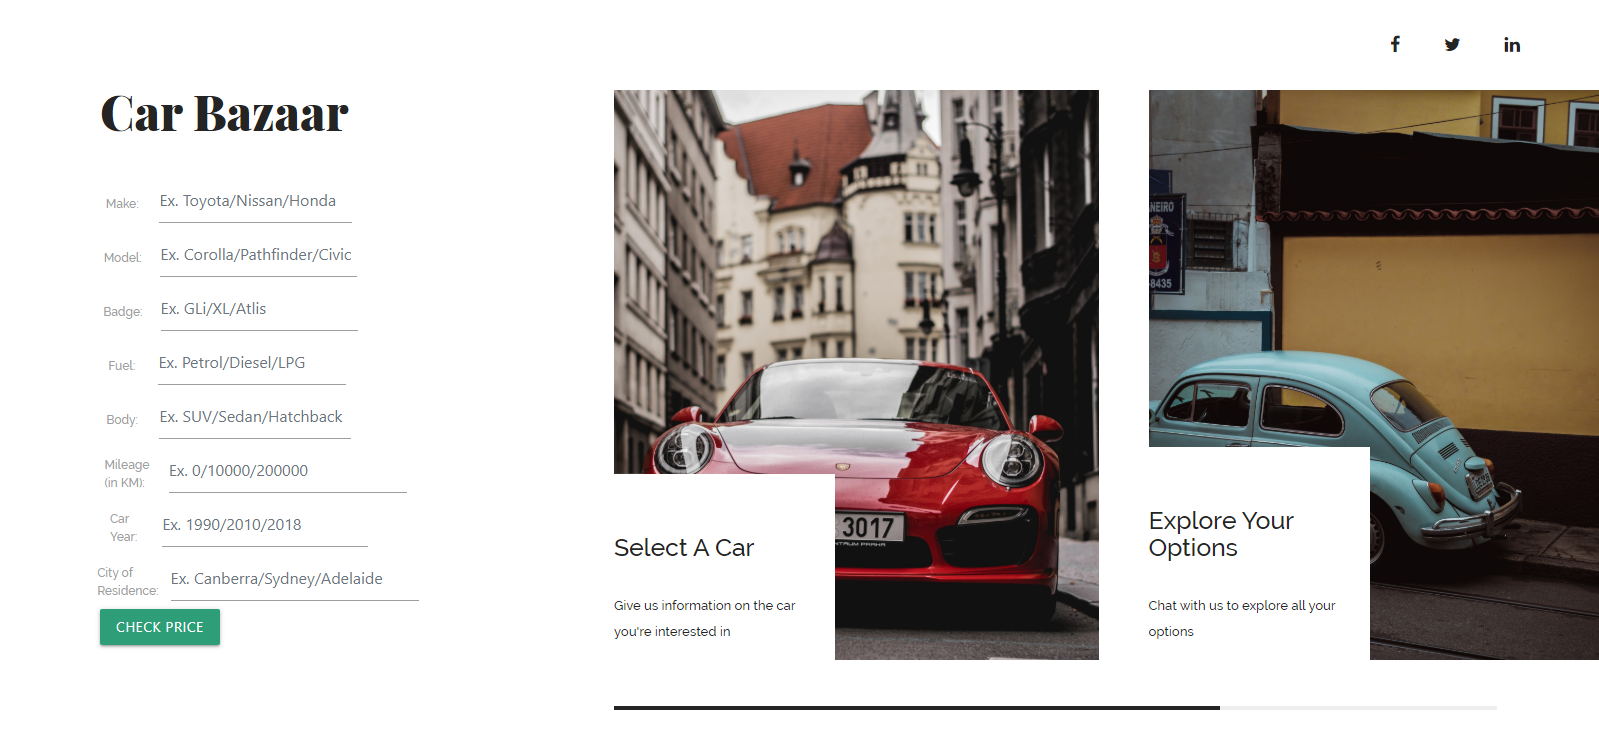 Car Bazaar
Make: Ex. Toyota/Nissan/Honda
Model: Ex. Corolla/Pathfinder/Civic
Badge: Ex. GLi/XL/Atlis
Fuel: Ex. Petrol/Diesel/LPG
Body: Ex. SUV/Sedan/Hatchback
Mileage
(in KM): Ex. 0/10000/200000
Car
Year: Ex. 1990/2010/2018
City of
Residence: Ex. Canberra/Sydney/Adelaide
CHECK PRICE
3017
Select A Car
Give us information on the car
you're interested in
NEIRO
8435
Explore Your
Options
Chat with us to explore all your
options